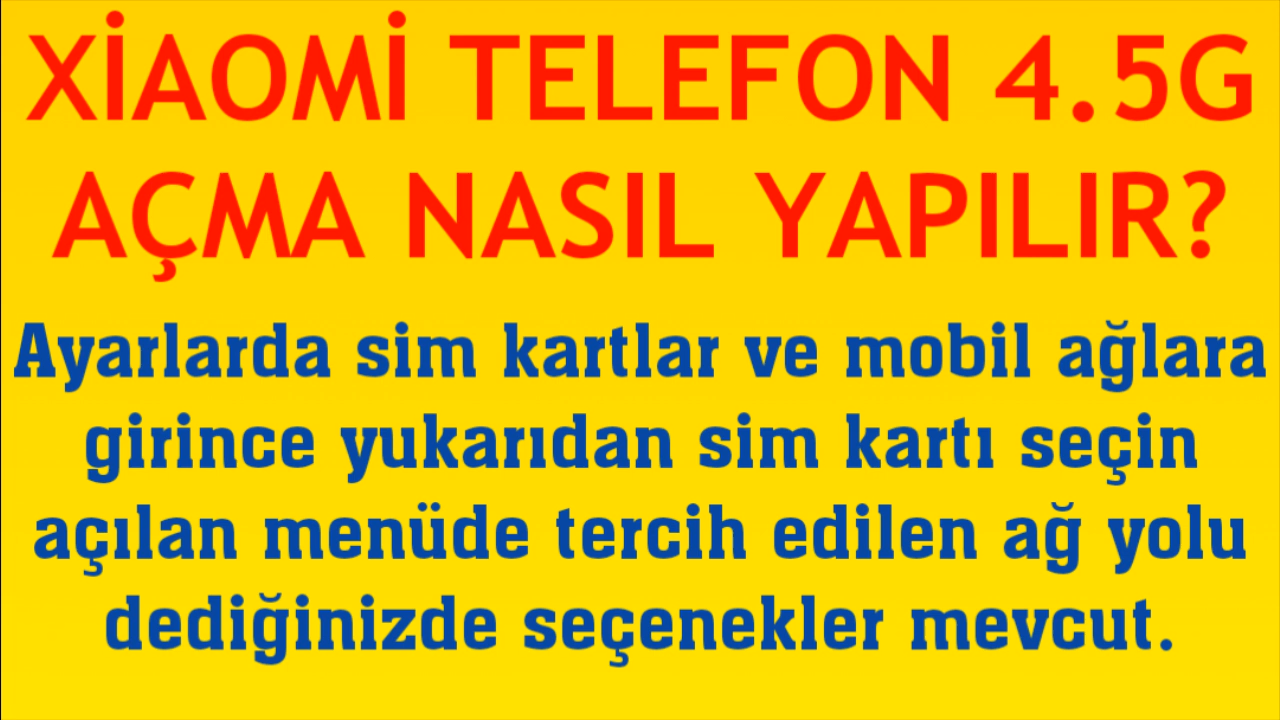 XİAOMİ TELEFON 4.5G
AÇMA NASIL YAPILIR?
Ayarlarda sim kartlar ve mobil ağlara
girince yukarıdan sim kartı seçin
açılan menüde tercih edilen ağ yolu
dediğinizde seçenekler mevcut.